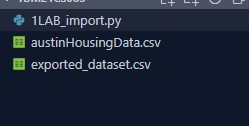 1LAB_import.py
austinHousingData.csv
exported_dataset.csv